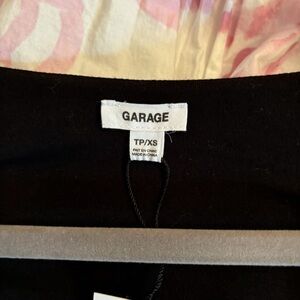 GARAGE
TP/XS
FAIT EN CHINE
MADE IN CHINA